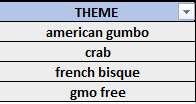 THEME
american gumbo
crab
french bisque
gmo free